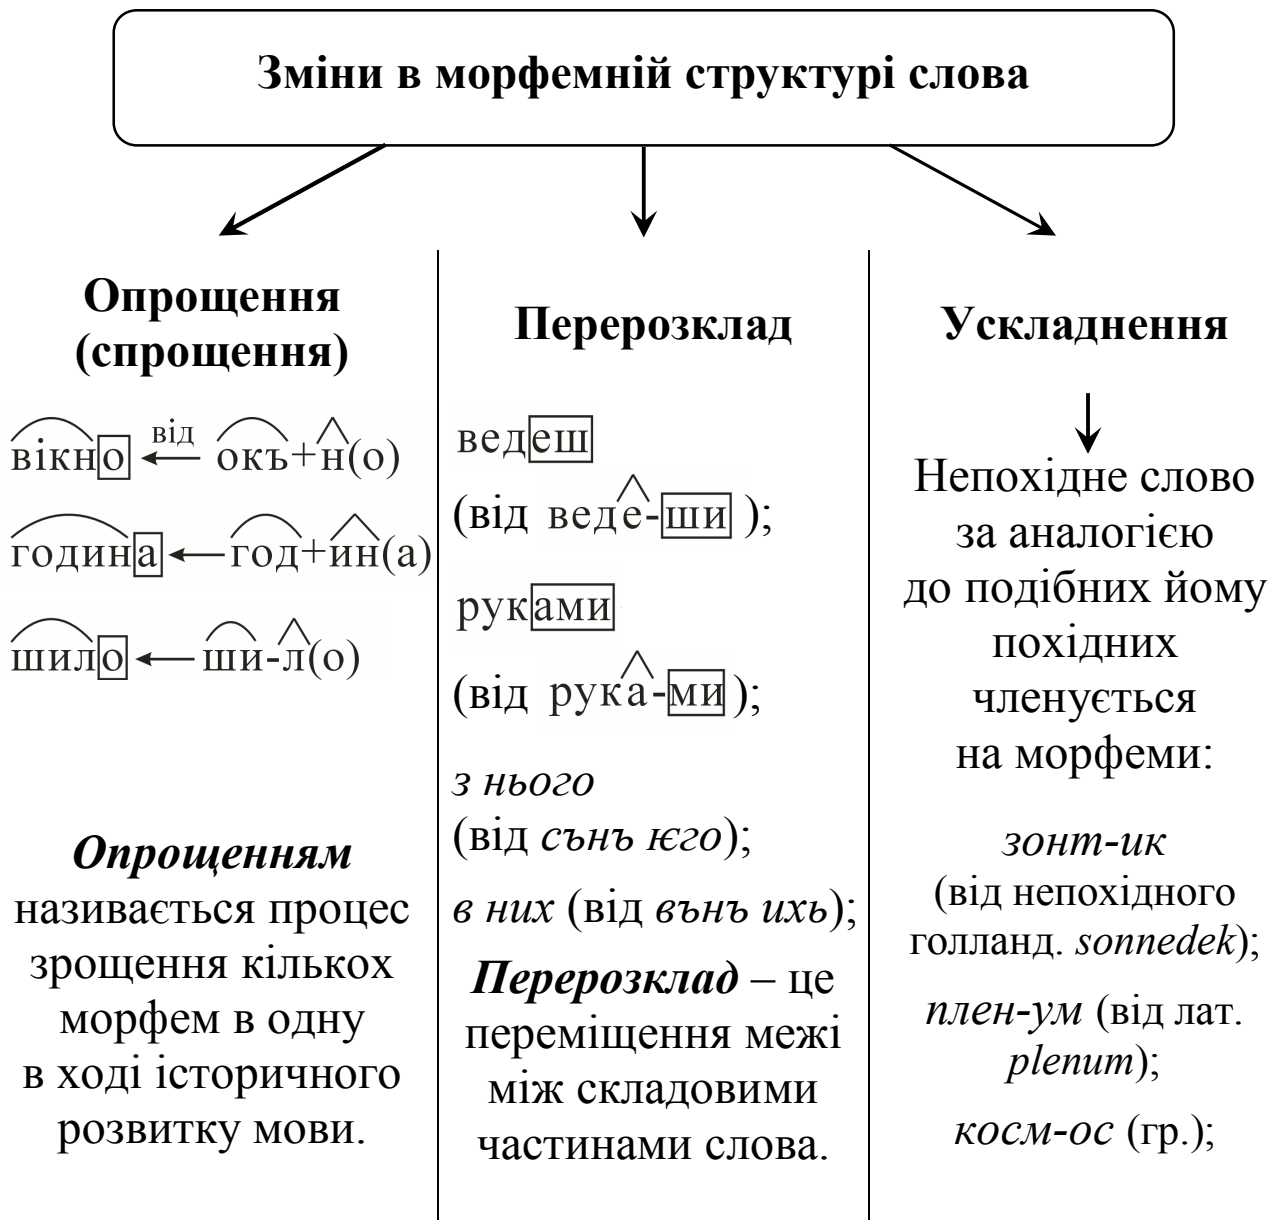 Зміни в морфемній структурі слова
Опрощення
(спрощення)
вікно від окъ+н(о)
година год+ин(а)
шило ши-л(о)
Опрощенням
називається процес
зрощення кількох
морфем в одну
в ході історичного
розвитку мови.
Перерозклад
ведеш
(від веде-ши);
руками
(від рука-ми);
з нього
(від сънъ ѥго);
в них (від вънъ ихь);
Перерозклад – це
переміщення межі
між складовими
частинами слова.
Ускладнення
Непохідне слово
за аналогією
до подібних йому
похідних
членується
на морфеми:
зонт-ик
(від непохідного
голланд. sonnedek);
плен-ум (від лат.
plenum);
косм-ос (гр.);